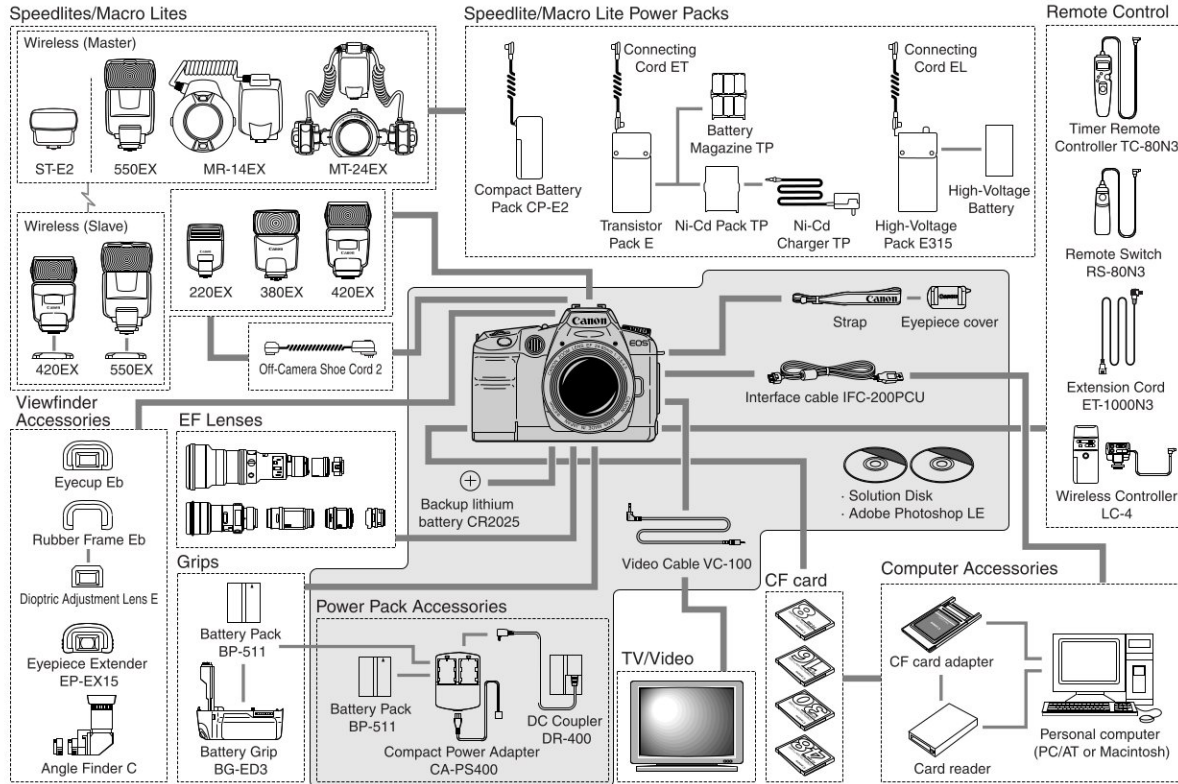 Speedlites/Macro Lites
Wireless (Master)
ST-E2
550EX
MR-14EX
MT-24EX
Wireless (Slave)
420EX
550EX
220EX
380EX
420EX
Off-Camera Shoe Cord 2
Speedlite/Macro Lite Power Packs
Compact Battery
Pack CP-E2
Connecting
Cord ET
Transistor
Pack E
Battery
Magazine TP
Ni-Cd Pack TP
Ni-Cd
Charger TP
Connecting
Cord EL
High-Voltage
Pack E315
High-Voltage
Battery
Remote Control
Timer Remote
Controller TC-80N3
Remote Switch
RS-80N3
Extension Cord
ET-1000N3
Wireless Controller
LC-4
Canon
EOS
Canon
Strap
Eyepiece cover
Interface cable IFC-200PCU
· Solution Disk
· Adobe Photoshop LE
Backup lithium
battery CR2025
Video Cable VC-100
Viewfinder
Accessories
Eyecup Eb
Rubber Frame Eb
Dioptric Adjustment Lens E
Eyepiece Extender
EP-EX15
Angle Finder C
EF Lenses
Grips
Battery Pack
BP-511
Battery Grip
BG-ED3
Power Pack Accessories
Battery Pack
BP-511
Compact Power Adapter
CA-PS400
DC Coupler
DR-400
TV/Video
CF card
Computer Accessories
CF card adapter
Card reader
Personal computer
(PC/AT or Macintosh)